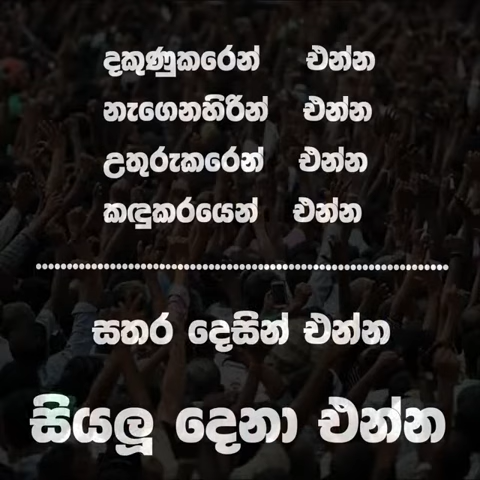 දකුණුකරෙන් එන්න
නැගෙනහිරින් එන්න
උතුරුකරෙන් එන්න
කඳුකරයෙන් එන්න
සතර දෙසින් එන්න
සියලූ දෙනා එන්න